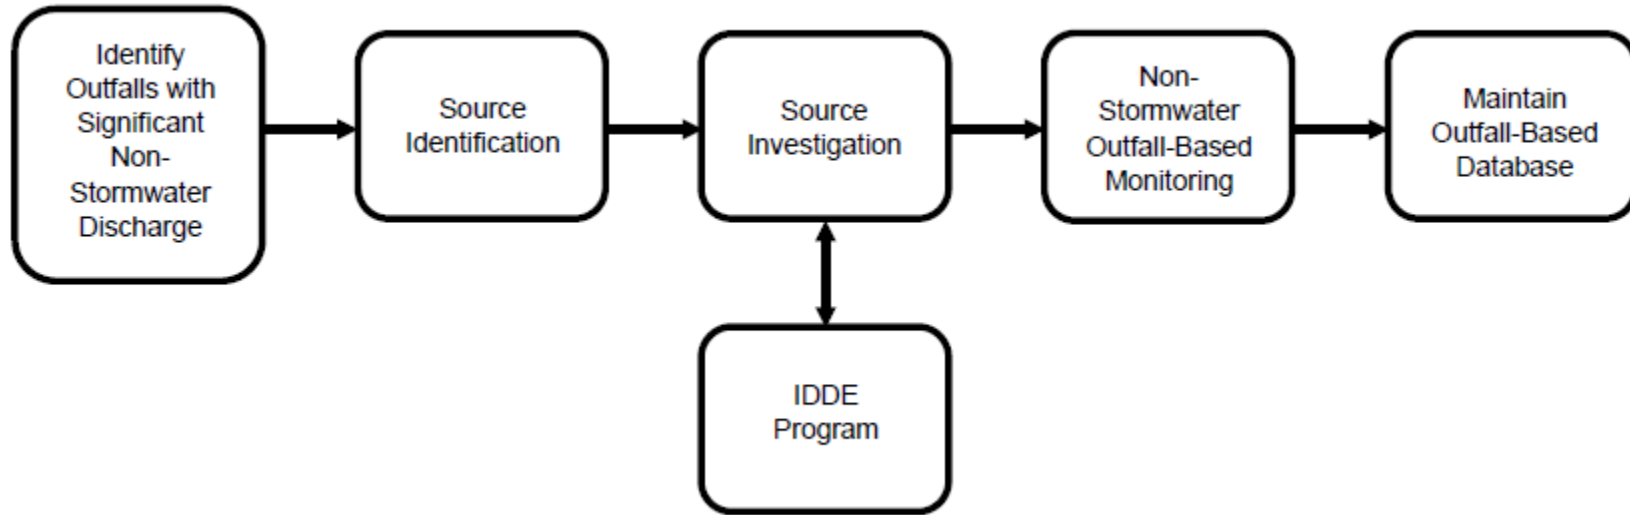 Identify
Outfalls with
Significant
Non-
Stormwater
Discharge
Source
Identification
Source
Investigation
Non-
Stormwater
Outfall-Based
Monitoring
Maintain
Outfall-Based
Database
IDDE
Program